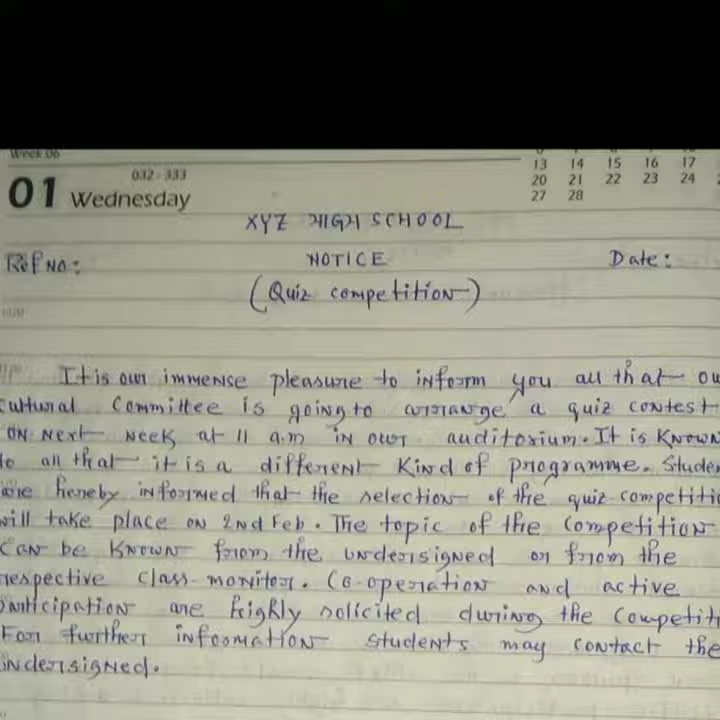 Week 06
13 14 15 16 17
032-333
20 21 22 23 24
01 Wednesday
27 28
XYZ HIGH SCHOOL
Ref No: NOTICE Date:
(Quiz competition)
It is our immense pleasure to inform you all that ou
cultural Committee is going to arrange a quiz contest
on next week at 11 a.m in our auditorium. It is known
to all that it is a different kind of programme. Studen
are hereby informed that the selection of the quiz competitio
will take place on 2nd Feb. The topic of the Competition
can be known from the undersigned or from the
respective class-monitor. Co-operation and active
participation are highly solicited during the competiti
For further information students may contact the
undersigned.